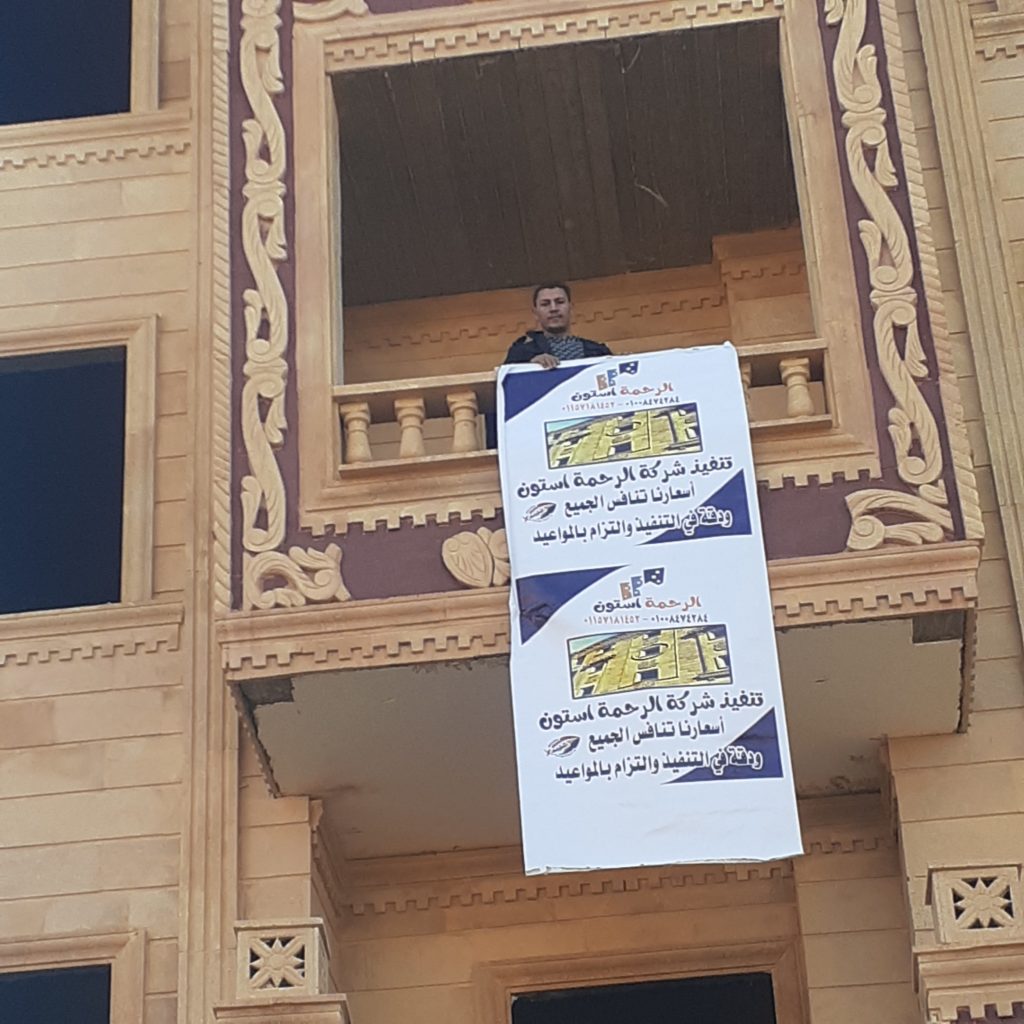 الرحمة استون
٠١٠٠٨٤٧٤٢٨٤ - ٠١١٥٧١٨١٤٥٢
تنفيذ شركة الرحمة استون
أسعارنا تنافس الجميع
ودقة في التنفيذ والتزام بالمواعيد
الرحمة استون
٠١٠٠٨٤٧٤٢٨٤ - ٠١١٥٧١٨١٤٥٢
تنفيذ شركة الرحمة استون
أسعارنا تنافس الجميع
ودقة في التنفيذ والتزام بالمواعيد